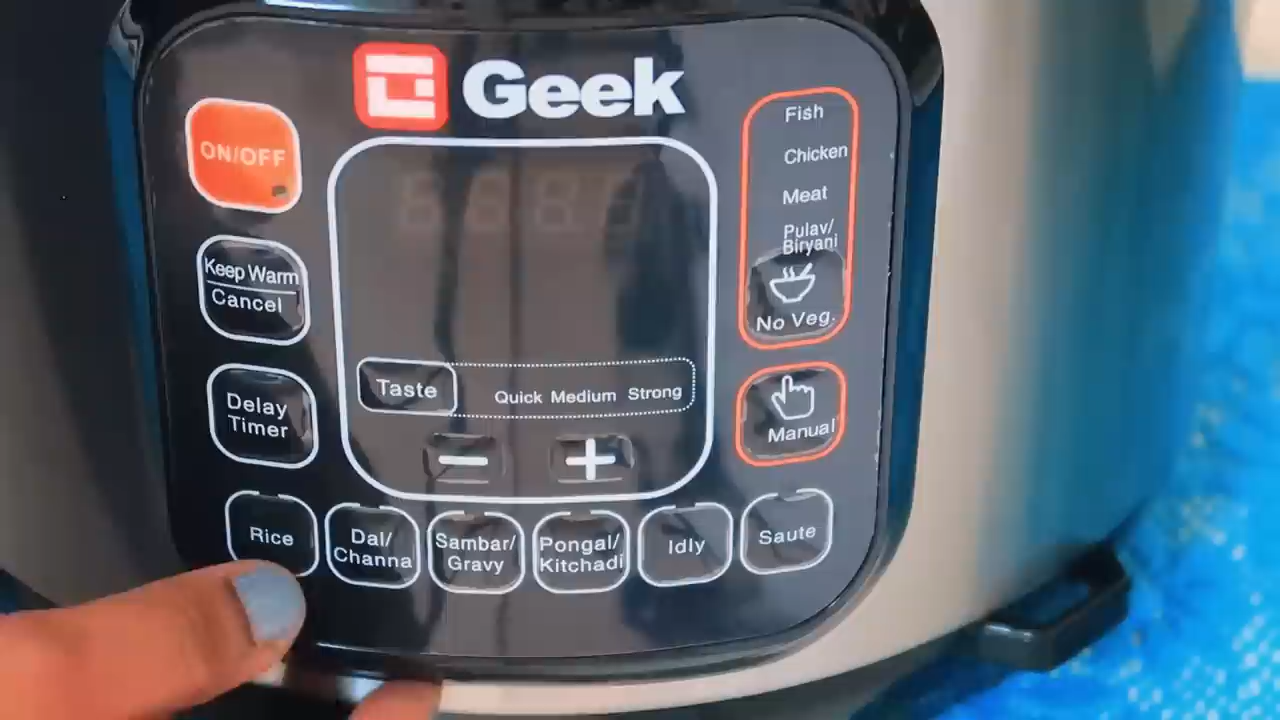 Geek
ON/OFF
Keep Warm
Cancel
Delay
Timer
Fish
Chicken
Meat
Pulav/
Biryani
No Veg.
Manual
Taste
Quick Medium Strong
− +
Rice
Dal/
Channa
Sambar/
Gravy
Pongal/
Kitchadi
Idly
Saute